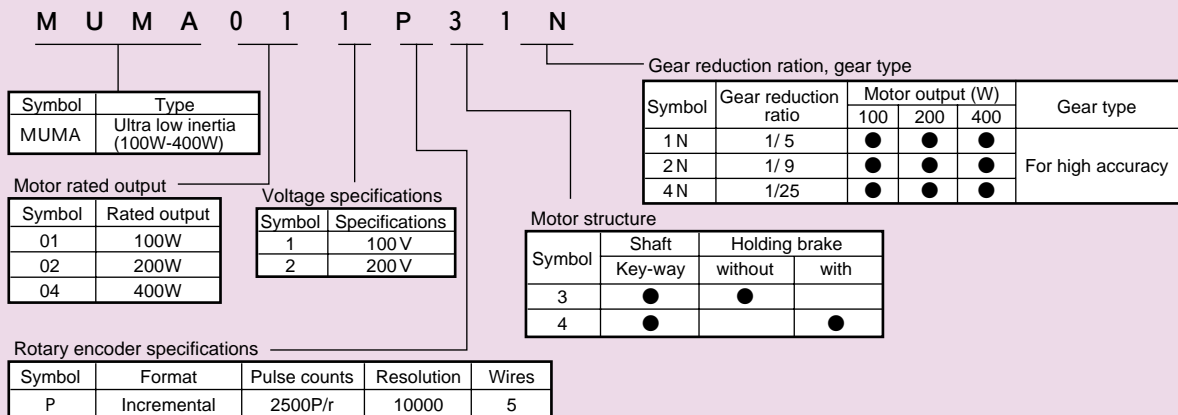 M U M A 0 1 1 P 3 1 N
Gear reduction ration, gear type
Symbol Gear reduction ratio Motor output (W) Gear type
100 200 400
1 N 1/ 5 ● ● ● For high accuracy
2 N 1/ 9 ● ● ●
4 N 1/25 ● ● ●
Symbol Type
MUMA Ultra low inertia
(100W-400W)
Motor rated output
Symbol Rated output
01 100W
02 200W
04 400W
Voltage specifications
Symbol Specifications
1 100 V
2 200 V
Motor structure
Symbol Shaft Holding brake
Key-way without with
3 ● ●
4 ● ●
Rotary encoder specifications
Symbol Format Pulse counts Resolution Wires
P Incremental 2500P/r 10000 5